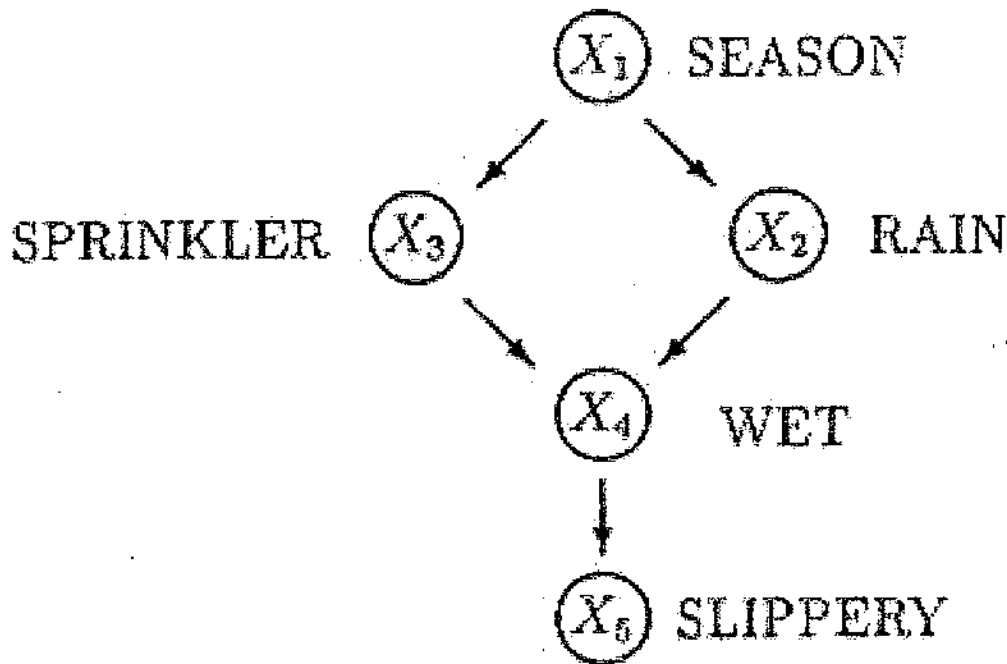 X₁ SEASON
SPRINKLER X₃ X₂ RAIN
X₄ WET
X₅ SLIPPERY